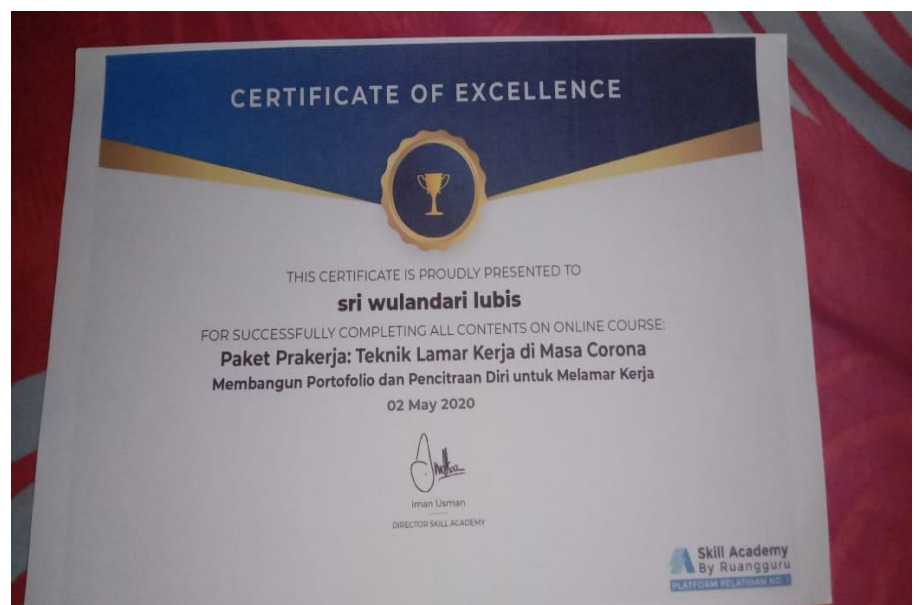 CERTIFICATE OF EXCELLENCE
THIS CERTIFICATE IS PROUDLY PRESENTED TO
sri wulandari lubis
FOR SUCCESSFULLY COMPLETING ALL CONTENTS ON ONLINE COURSE:
Paket Prakerja: Teknik Lamar Kerja di Masa Corona
Membangun Portofolio dan Pencitraan Diri untuk Melamar Kerja
02 May 2020
Iman Usman
DIRECTOR SKILL ACADEMY
Skill Academy
By Ruangguru
PLATFORM PELATIHAN NO. 1